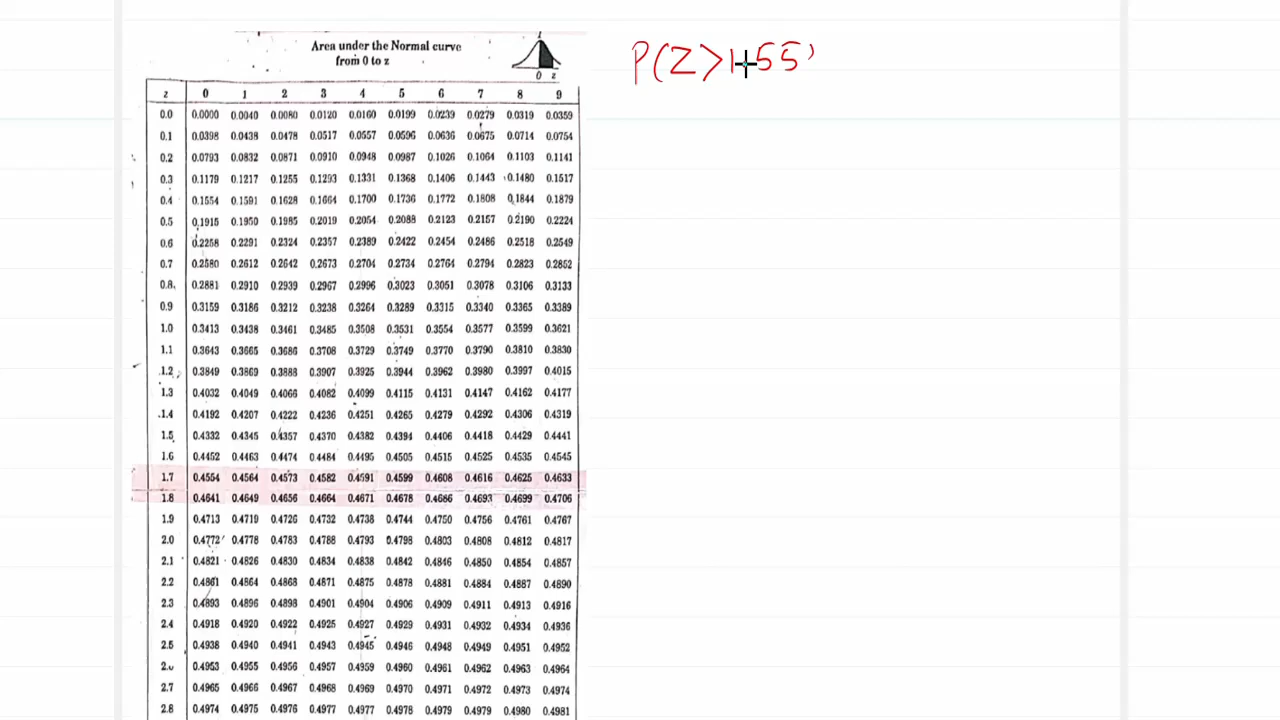 Area under the Normal curve
from 0 to z
0 z
P(Z>1.55)
z 0 1 2 3 4 5 6 7 8 9
0.0 0.0000 0.0040 0.0080 0.0120 0.0160 0.0199 0.0239 0.0279 0.0319 0.0359
0.1 0.0398 0.0438 0.0478 0.0517 0.0557 0.0596 0.0636 0.0675 0.0714 0.0754
0.2 0.0793 0.0832 0.0871 0.0910 0.0948 0.0987 0.1026 0.1064 0.1103 0.1141
0.3 0.1179 0.1217 0.1255 0.1293 0.1331 0.1368 0.1406 0.1443 0.1480 0.1517
0.4 0.1554 0.1591 0.1628 0.1664 0.1700 0.1736 0.1772 0.1808 0.1844 0.1879
0.5 0.1915 0.1950 0.1985 0.2019 0.2054 0.2088 0.2123 0.2157 0.2190 0.2224
0.6 0.2258 0.2291 0.2324 0.2357 0.2389 0.2422 0.2454 0.2486 0.2518 0.2549
0.7 0.2580 0.2612 0.2642 0.2673 0.2704 0.2734 0.2764 0.2794 0.2823 0.2852
0.8 0.2881 0.2910 0.2939 0.2967 0.2996 0.3023 0.3051 0.3078 0.3106 0.3133
0.9 0.3159 0.3186 0.3212 0.3238 0.3264 0.3289 0.3315 0.3340 0.3365 0.3389
1.0 0.3413 0.3438 0.3461 0.3485 0.3508 0.3531 0.3554 0.3577 0.3599 0.3621
1.1 0.3643 0.3665 0.3686 0.3708 0.3729 0.3749 0.3770 0.3790 0.3810 0.3830
1.2 0.3849 0.3869 0.3888 0.3907 0.3925 0.3944 0.3962 0.3980 0.3997 0.4015
1.3 0.4032 0.4049 0.4066 0.4082 0.4099 0.4115 0.4131 0.4147 0.4162 0.4177
1.4 0.4192 0.4207 0.4222 0.4236 0.4251 0.4265 0.4279 0.4292 0.4306 0.4319
1.5 0.4332 0.4345 0.4357 0.4370 0.4382 0.4394 0.4406 0.4418 0.4429 0.4441
1.6 0.4452 0.4463 0.4474 0.4484 0.4495 0.4505 0.4515 0.4525 0.4535 0.4545
1.7 0.4554 0.4564 0.4573 0.4582 0.4591 0.4599 0.4608 0.4616 0.4625 0.4633
1.8 0.4641 0.4649 0.4656 0.4664 0.4671 0.4678 0.4686 0.4693 0.4699 0.4706
1.9 0.4713 0.4719 0.4726 0.4732 0.4738 0.4744 0.4750 0.4756 0.4761 0.4767
2.0 0.4772 0.4778 0.4783 0.4788 0.4793 0.4798 0.4803 0.4808 0.4812 0.4817
2.1 0.4821 0.4826 0.4830 0.4834 0.4838 0.4842 0.4846 0.4850 0.4854 0.4857
2.2 0.4861 0.4864 0.4868 0.4871 0.4875 0.4878 0.4881 0.4884 0.4887 0.4890
2.3 0.4893 0.4896 0.4898 0.4901 0.4904 0.4906 0.4909 0.4911 0.4913 0.4916
2.4 0.4918 0.4920 0.4922 0.4925 0.4927 0.4929 0.4931 0.4932 0.4934 0.4936
2.5 0.4938 0.4940 0.4941 0.4943 0.4945 0.4946 0.4948 0.4949 0.4951 0.4952
2.6 0.4953 0.4955 0.4956 0.4957 0.4959 0.4960 0.4961 0.4962 0.4963 0.4964
2.7 0.4965 0.4966 0.4967 0.4968 0.4969 0.4970 0.4971 0.4972 0.4973 0.4974
2.8 0.4974 0.4975 0.4976 0.4977 0.4977 0.4978 0.4979 0.4979 0.4980 0.4981